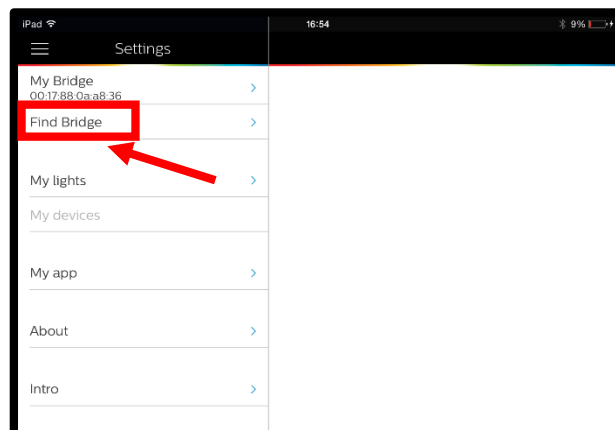 iPad 16:54 9%
Settings
My Bridge
00:17:88:0a:a8:36
Find Bridge
My lights
My devices
My app
About
Intro